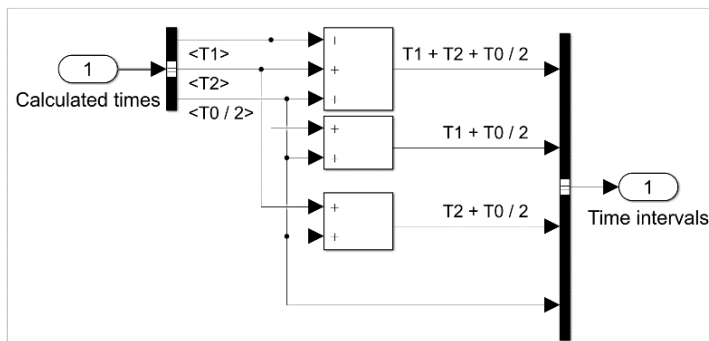 1
Calculated times
<T1>
<T2>
<T0 / 2>
+
+
+
+
T1 + T2 + T0 / 2
T1 + T0 / 2
T2 + T0 / 2
1
Time intervals